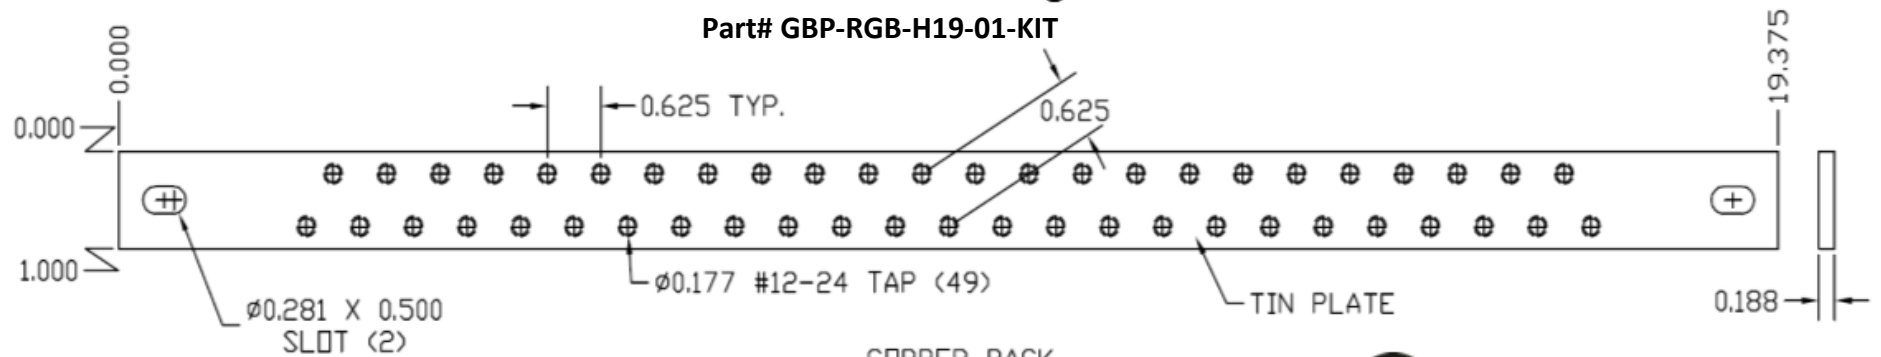 Part# GBP-RGB-H19-01-KIT
0.000
19.375
0.625 TYP.
0.625
0.000
1.000
ø0.177 #12-24 TAP (49)
ø0.281 X 0.500
SLOT (2)
TIN PLATE
0.188